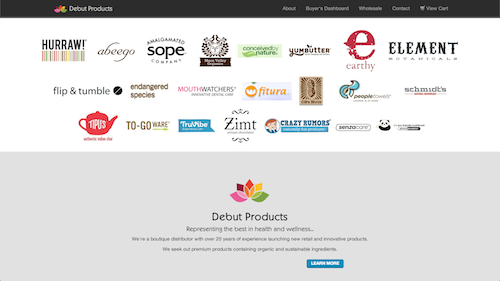 Debut Products
About
Buyer's Dashboard
Wholesale
Contact
View Cart
HURRAW!
abeego
AMALGAMATED
sope
COMPANY
Moon Valley
Organics
conceived by
nature.
YUMBUTTER
e
earthy
ELEMENT
BOTANICALS
flip & tumble
endangered
species
MOUTHWATCHERS
INNOVATIVE DENTAL CARE
fitura
peopletowels
schmidt's
TIPU'S
authentic indian chai
TO-GO WARE
TruVibe
Zimt
CRAZY RUMORS
senzacare
Debut Products
Representing the best in health and wellness...
We're a boutique distributor with over 20 years of experience launching new retail and innovative products.
We seek out premium products containing organic and sustainable ingredients.
LEARN MORE